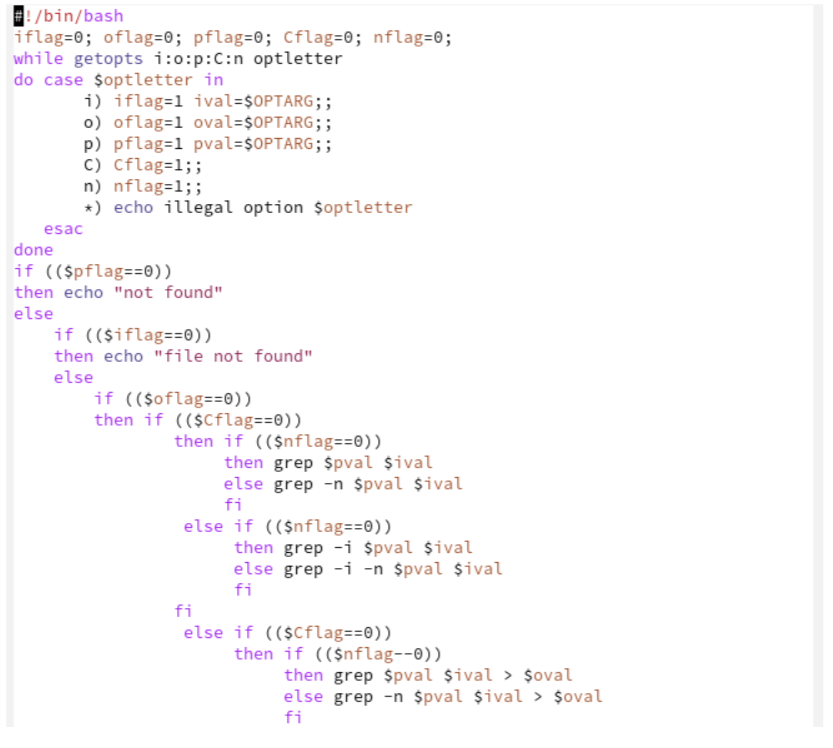 #!/bin/bash
iflag=0; oflag=0; pflag=0; Cflag=0; nflag=0;
while getopts i:o:p:C:n optletter
do case $optletter in
        i) iflag=1 ival=$OPTARG;;
        o) oflag=1 oval=$OPTARG;;
        p) pflag=1 pval=$OPTARG;;
        C) Cflag=1;;
        n) nflag=1;;
        *) echo illegal option $optletter
    esac
done
if (($pflag==0))
then echo "not found"
else
    if (($iflag==0))
    then echo "file not found"
    else
        if (($oflag==0))
        then if (($Cflag==0))
                then if (($nflag==0))
                     then grep $pval $ival
                     else grep -n $pval $ival
                     fi
                 else if (($nflag==0))
                      then grep -i $pval $ival
                      else grep -i -n $pval $ival
                      fi
                fi
                 else if (($Cflag==0))
                      then if (($nflag--0))
                           then grep $pval $ival > $oval
                           else grep -n $pval $ival > $oval
                           fi